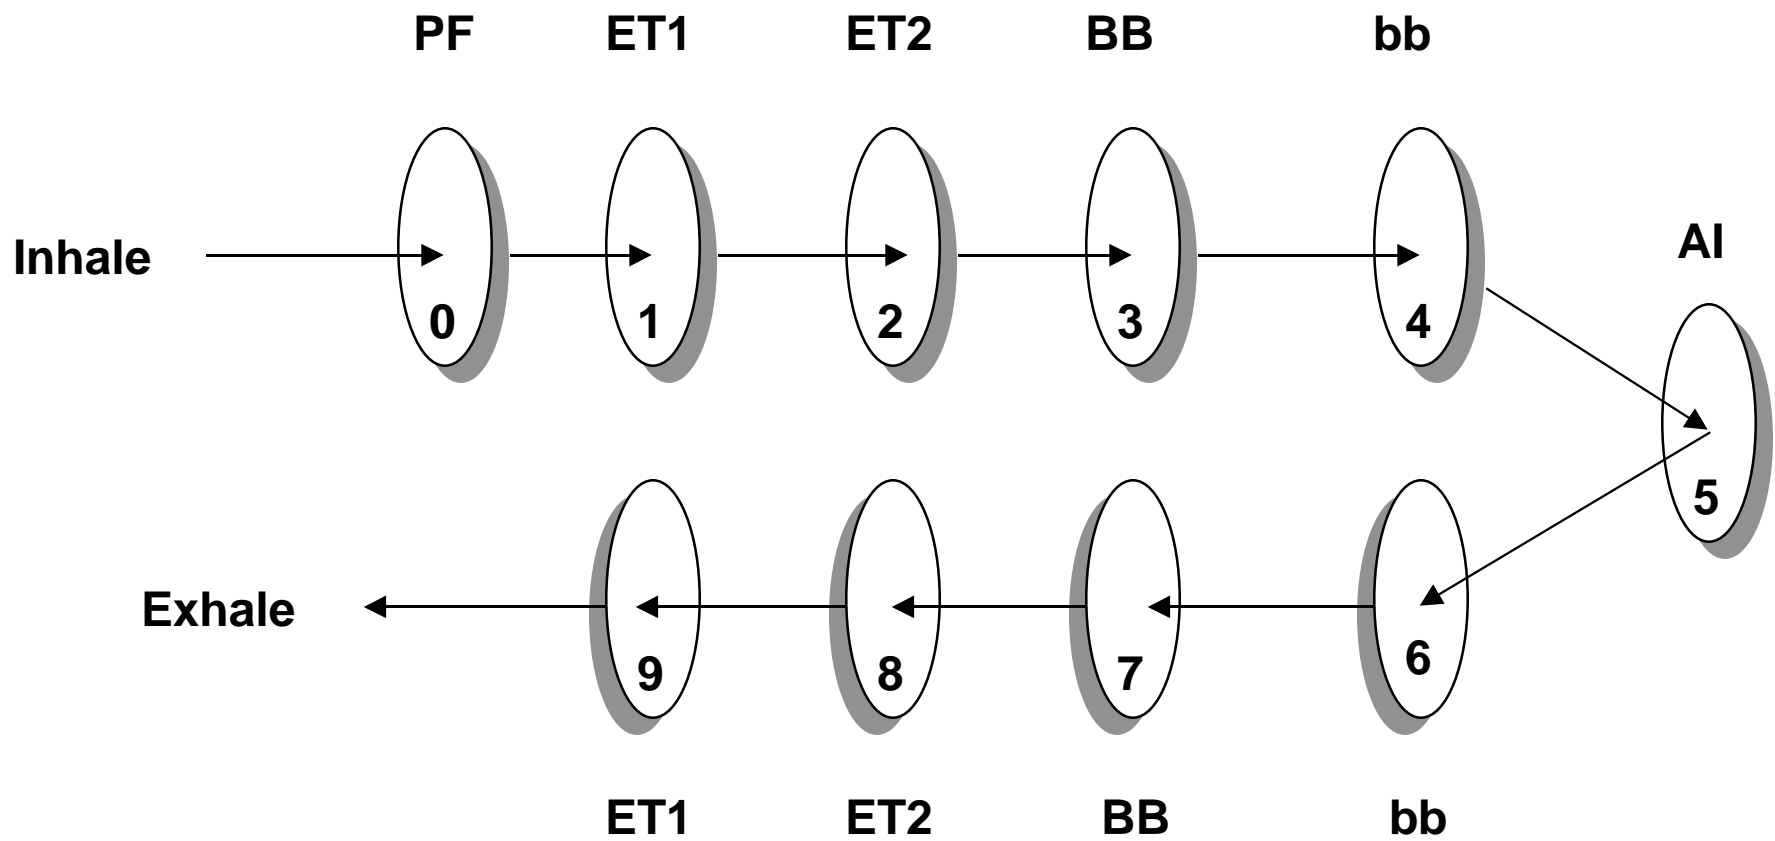 PF ET1 ET2 BB bb
Inhale
AI
0 1 2 3 4
5
Exhale
9 8 7 6
ET1 ET2 BB bb